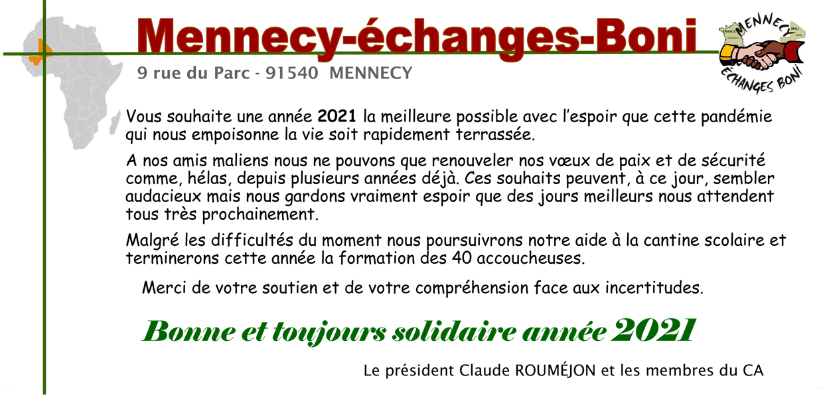 Mennecy-échanges-Boni
MENNECY
ÉCHANGES BONI
9 rue du Parc - 91540 MENNECY
Vous souhaite une année 2021 la meilleure possible avec l'espoir que cette pandémie
qui nous empoisonne la vie soit rapidement terrassée.
A nos amis maliens nous ne pouvons que renouveler nos vœux de paix et de sécurité
comme, hélas, depuis plusieurs années déjà. Ces souhaits peuvent, à ce jour, sembler
audacieux mais nous gardons vraiment espoir que des jours meilleurs nous attendent
tous très prochainement.
Malgré les difficultés du moment nous poursuivrons notre aide à la cantine scolaire et
terminerons cette année la formation des 40 accoucheuses.
Merci de votre soutien et de votre compréhension face aux incertitudes.
Bonne et toujours solidaire année 2021
Le président Claude ROUMÉJON et les membres du CA